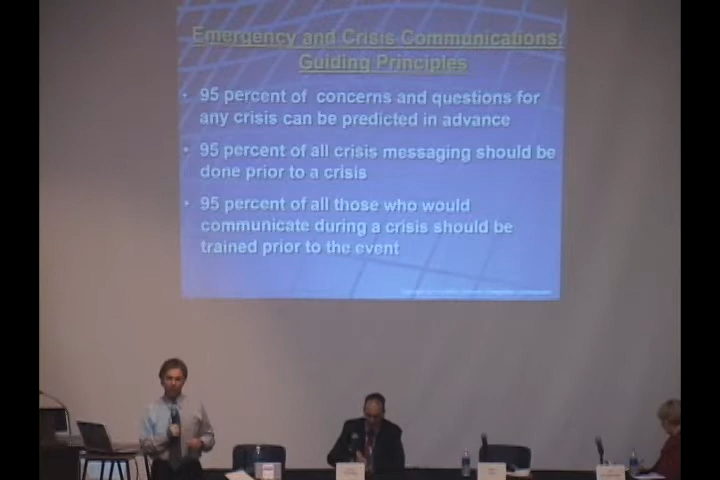 Emergency and Crisis Communications:
Guiding Principles
• 95 percent of concerns and questions for
any crisis can be predicted in advance
• 95 percent of all crisis messaging should be
done prior to a crisis
• 95 percent of all those who would
communicate during a crisis should be
trained prior to the event